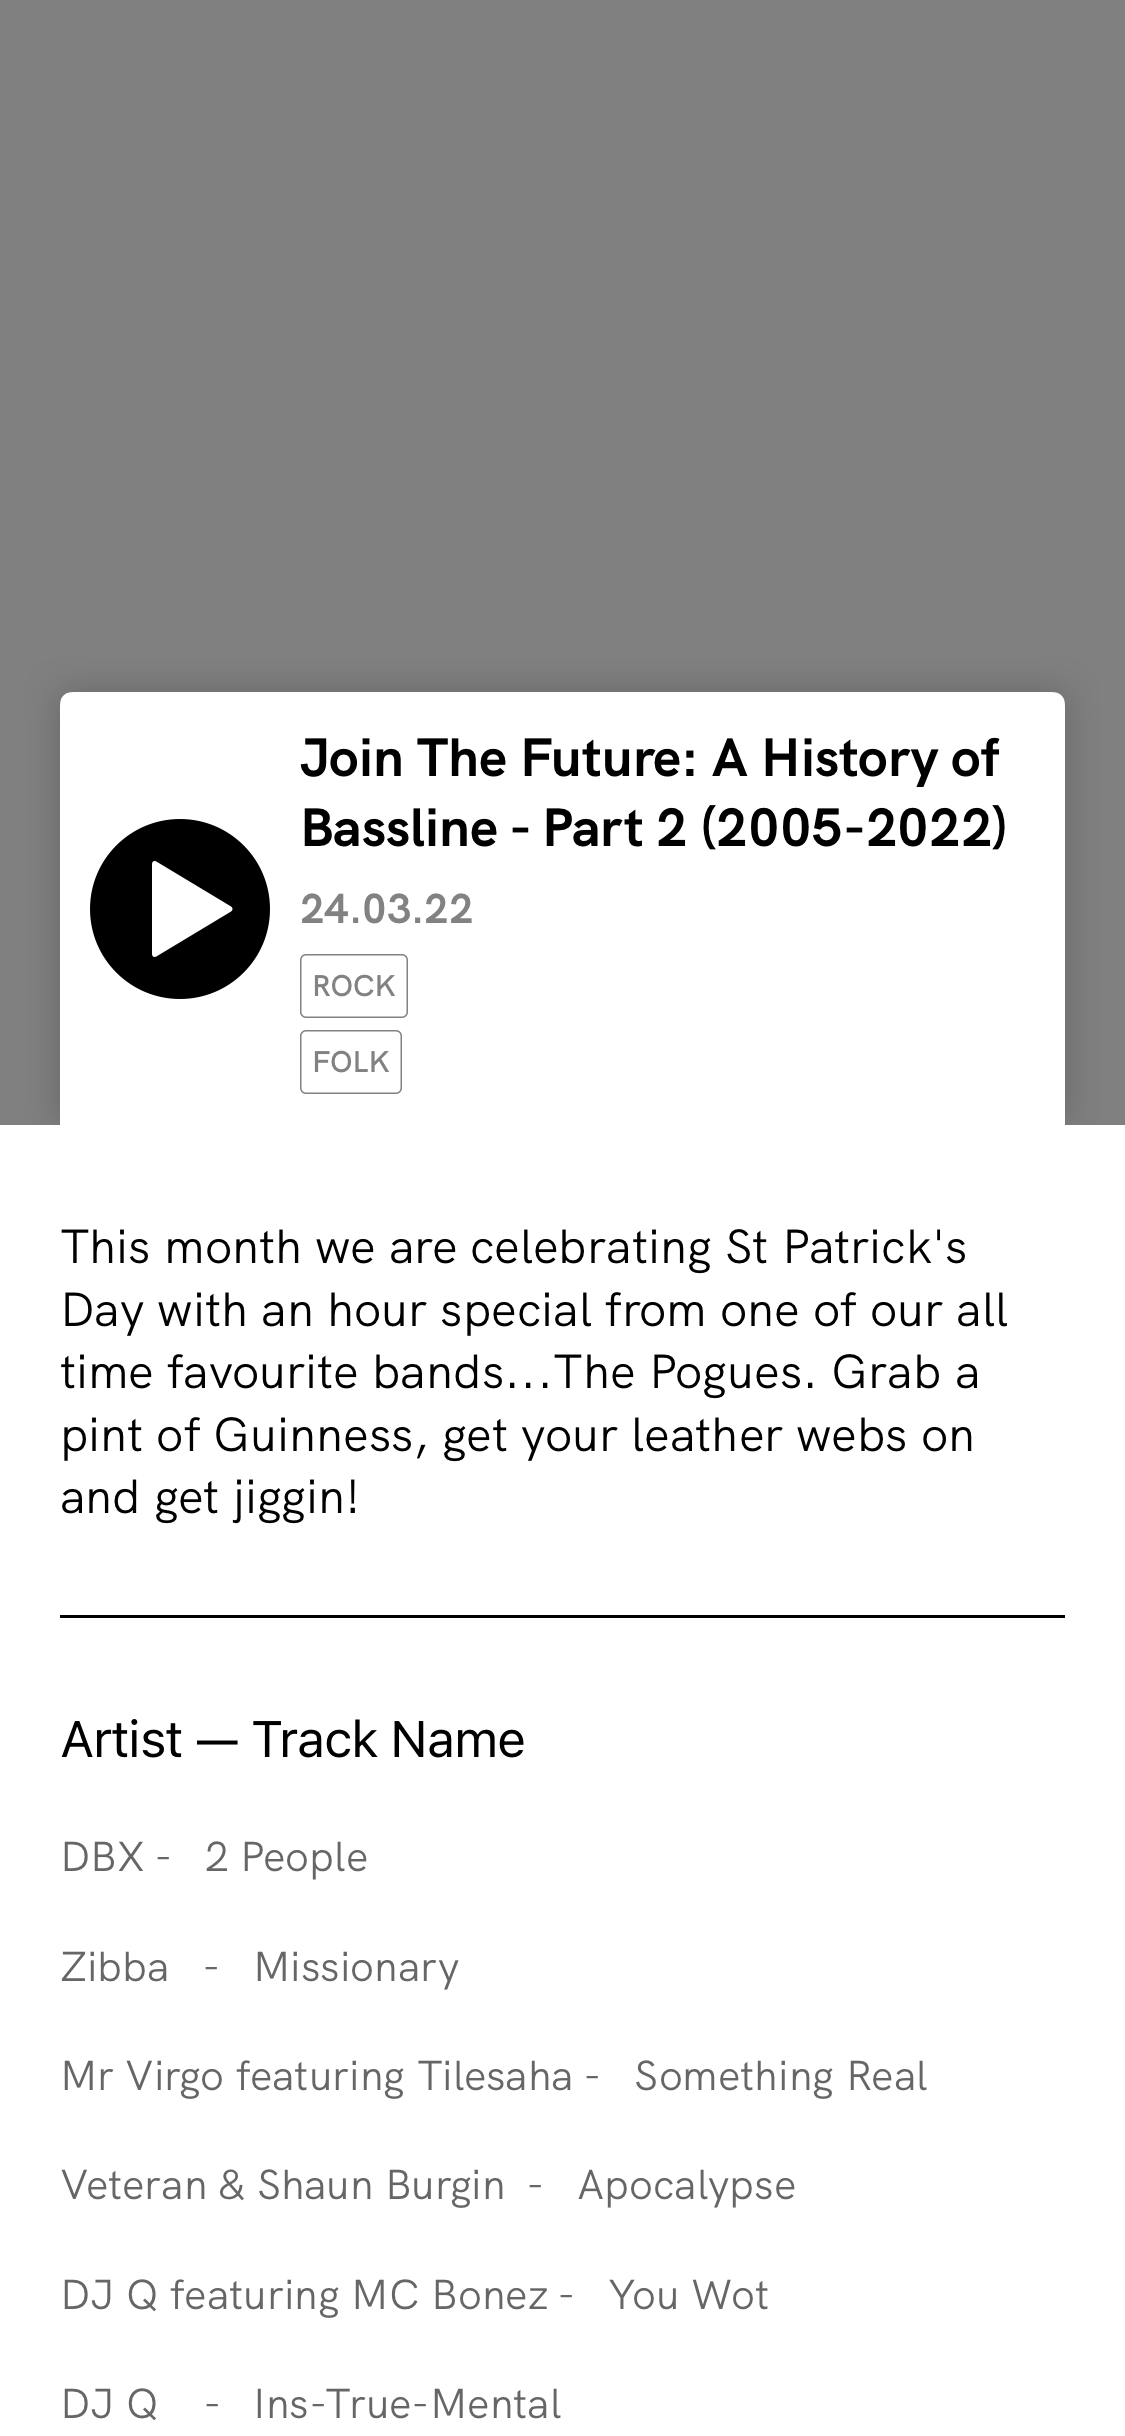 Join The Future: A History of
Bassline - Part 2 (2005-2022)
24.03.22
ROCK
FOLK
This month we are celebrating St Patrick's
Day with an hour special from one of our all
time favourite bands...The Pogues. Grab a
pint of Guinness, get your leather webs on
and get jiggin!
Artist — Track Name
DBX - 2 People
Zibba - Missionary
Mr Virgo featuring Tilesaha - Something Real
Veteran & Shaun Burgin - Apocalypse
DJ Q featuring MC Bonez - You Wot
DJ Q - Ins-True-Mental